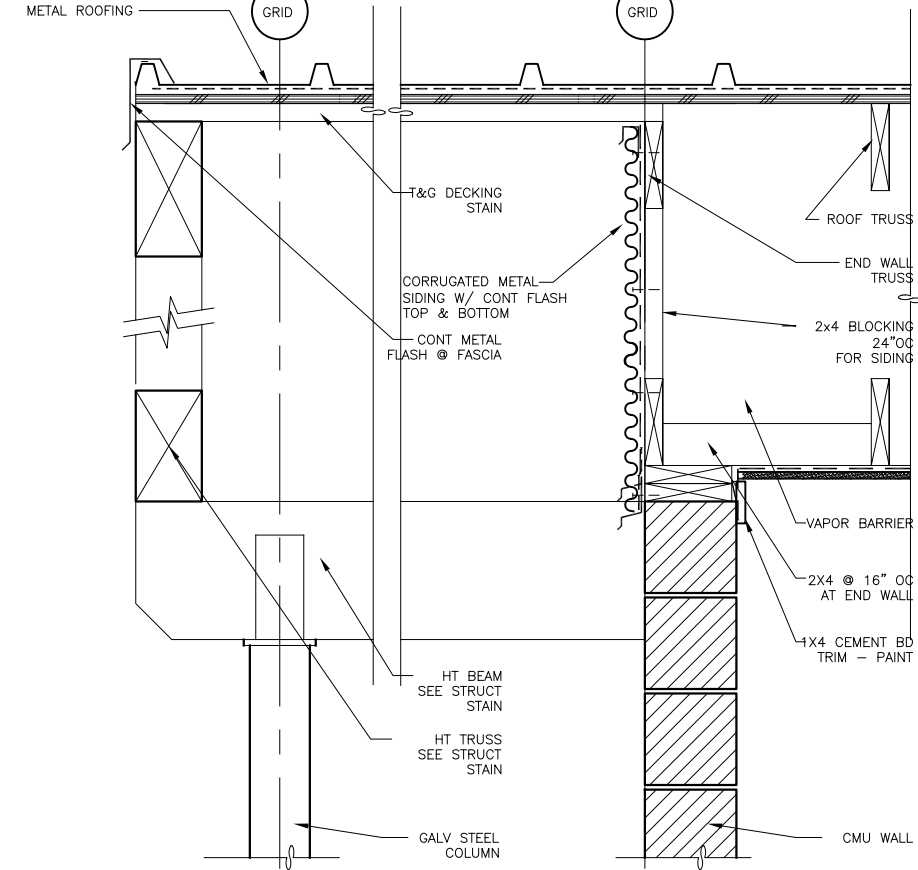 METAL ROOFING
GRID
GRID
T&G DECKING
STAIN
ROOF TRUSS
END WALL
TRUSS
CORRUGATED METAL
SIDING W/ CONT FLASH
TOP & BOTTOM
2x4 BLOCKING
24"OC
FOR SIDING
CONT METAL
FLASH @ FASCIA
VAPOR BARRIER
2X4 @ 16" OC
AT END WALL
1X4 CEMENT BD
TRIM – PAINT
HT BEAM
SEE STRUCT
STAIN
HT TRUSS
SEE STRUCT
STAIN
GALV STEEL
COLUMN
CMU WALL